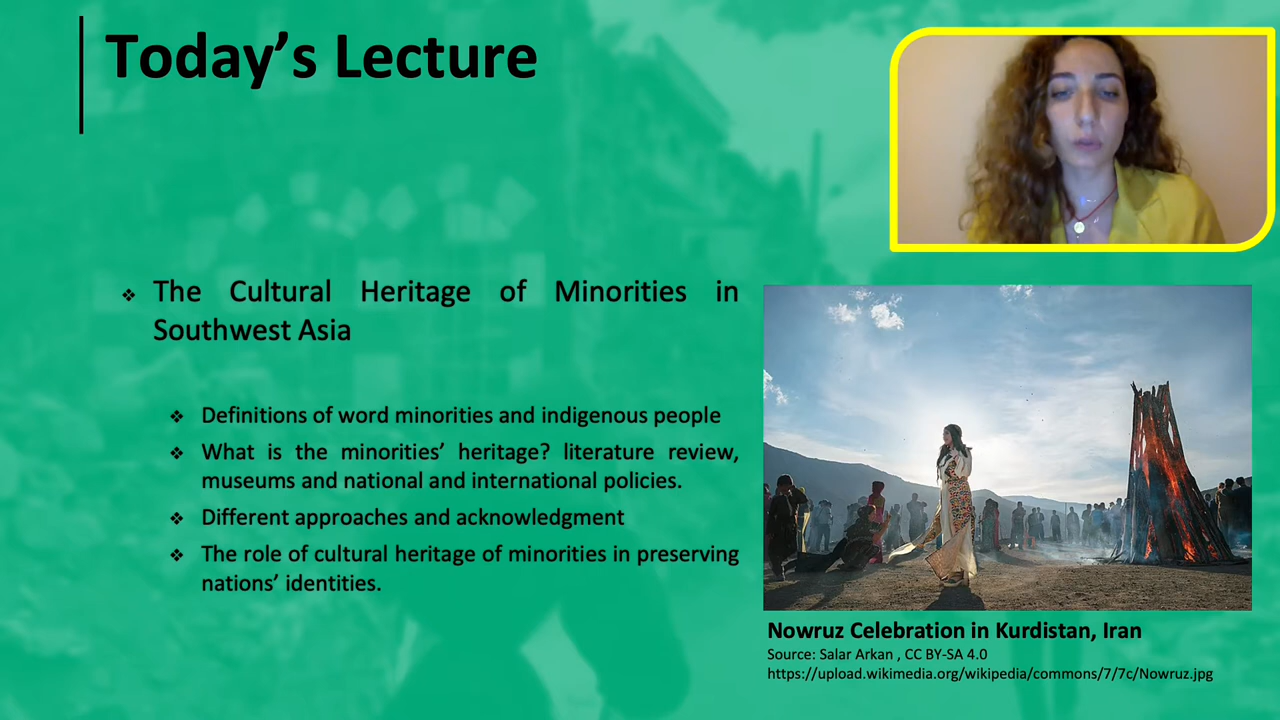 Today’s Lecture
❖ The Cultural Heritage of Minorities in
Southwest Asia
❖ Definitions of word minorities and indigenous people
❖ What is the minorities’ heritage? literature review,
museums and national and international policies.
❖ Different approaches and acknowledgment
❖ The role of cultural heritage of minorities in preserving
nations’ identities.
Nowruz Celebration in Kurdistan, Iran
Source: Salar Arkan , CC BY-SA 4.0
https://upload.wikimedia.org/wikipedia/commons/7/7c/Nowruz.jpg